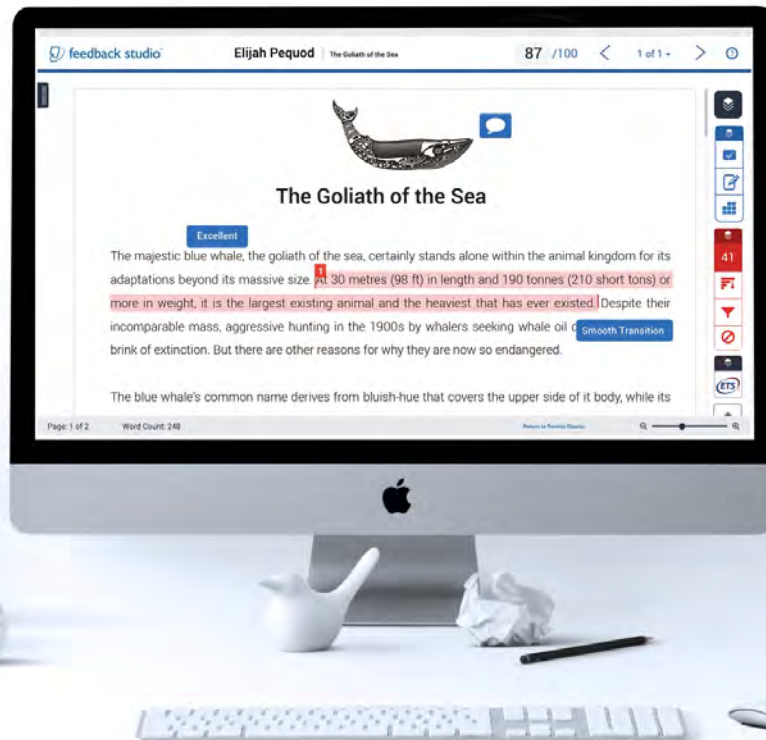 feedback studio
Elijah Pequod
The Goliath of the Sea
87 /100
1 of 1
The Goliath of the Sea
Excellent
The majestic blue whale, the goliath of the sea, certainly stands alone within the animal kingdom for its
adaptations beyond its massive size. At 30 metres (98 ft) in length and 190 tonnes (210 short tons) or
1
more in weight, it is the largest existing animal and the heaviest that has ever existed. Despite their
incomparable mass, aggressive hunting in the 1900s by whalers seeking whale oil
Smooth Transition
brink of extinction. But there are other reasons for why they are now so endangered.
The blue whale's common name derives from bluish-hue that covers the upper side of it body, while its
41
ETS
Page: 1 of 2
Word Count: 248